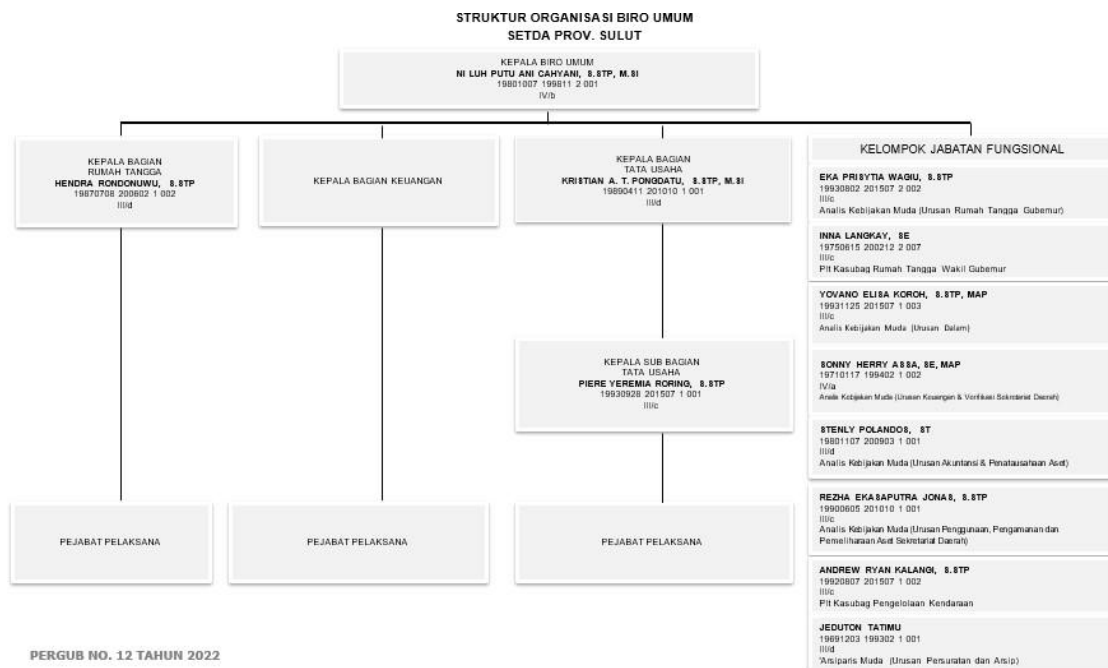 STRUKTUR ORGANISASI BIRO UMUM
SETDA PROV. SULUT
KEPALA BIRO UMUM
NI LUH PUTU ANI CAHYANI, S.STP, M.SI
19801007 199811 2 001
IV/b
KEPALA BAGIAN
RUMAH TANGGA
HENDRA RONDONUWU, S.STP
19870708 200602 1 002
III/d
KEPALA BAGIAN KEUANGAN
KEPALA BAGIAN
TATA USAHA
KRISTIAN A. T. PONGDATU, S.STP, M.SI
19890411 201010 1 001
III/d
KEPALA SUB BAGIAN
TATA USAHA
PIERE YEREMIA RORING, S.STP
19930928 201507 1 001
III/c
PEJABAT PELAKSANA
PEJABAT PELAKSANA
PEJABAT PELAKSANA
KELOMPOK JABATAN FUNGSIONAL
EKA PRISYTIA WAGIU, S.STP
19930802 201507 2 002
III/c
Analis Kebijakan Muda (Urusan Rumah Tangga Gubernur)
INNA LANGKAY, SE
19750615 200212 2 007
III/c
Plt Kasubag Rumah Tangga Wakil Gubernur
YOVANO ELISA KOROH, S.STP, MAP
19931125 201507 1 003
III/c
Analis Kebijakan Muda (Urusan Dalam)
SONNY HERRY ASSA, SE, MAP
19710117 199402 1 002
IV/a
Analis Kebijakan Muda (Urusan Keuangan & Verifikasi Sekretariat Daerah)
STENLY POLANDOS, ST
19801107 200903 1 001
III/d
Analis Kebijakan Muda (Urusan Akuntansi & Penatausahaan Aset)
REZHA EKASAPUTRA JONAS, S.STP
19900605 201010 1 001
III/c
Analis Kebijakan Muda (Urusan Penggunaan, Pengamanan dan
Pemeliharaan Aset Sekretariat Daerah)
ANDREW RYAN KALANGI, S.STP
19920807 201507 1 002
III/c
Plt Kasubag Pengelolaan Kendaraan
JEDUTON TATIMU
19691203 199302 1 001
III/d
'Arsiparis Muda (Urusan Persuratan dan Arsip)
PERGUB NO. 12 TAHUN 2022